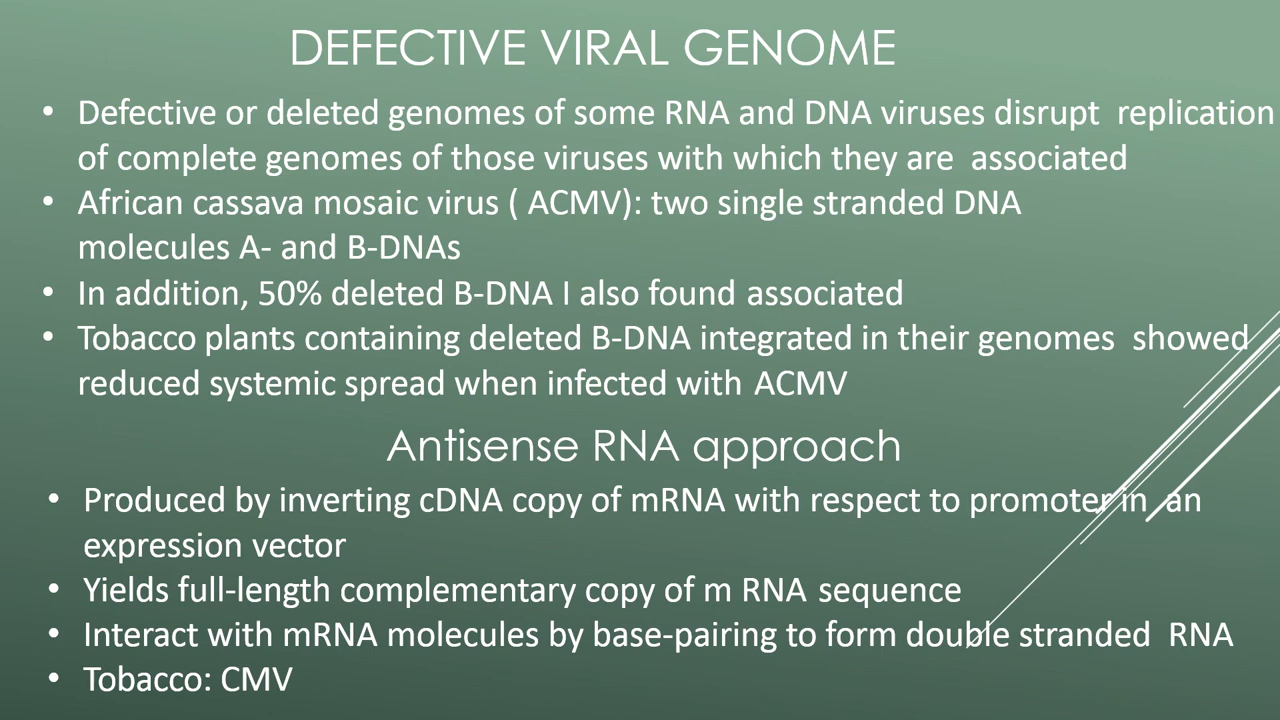 DEFECTIVE VIRAL GENOME
• Defective or deleted genomes of some RNA and DNA viruses disrupt replication
of complete genomes of those viruses with which they are associated
• African cassava mosaic virus ( ACMV): two single stranded DNA
molecules A- and B-DNAs
• In addition, 50% deleted B-DNA I also found associated
• Tobacco plants containing deleted B-DNA integrated in their genomes showed
reduced systemic spread when infected with ACMV
Antisense RNA approach
• Produced by inverting cDNA copy of mRNA with respect to promoter in an
expression vector
• Yields full-length complementary copy of m RNA sequence
• Interact with mRNA molecules by base-pairing to form double stranded RNA
• Tobacco: CMV